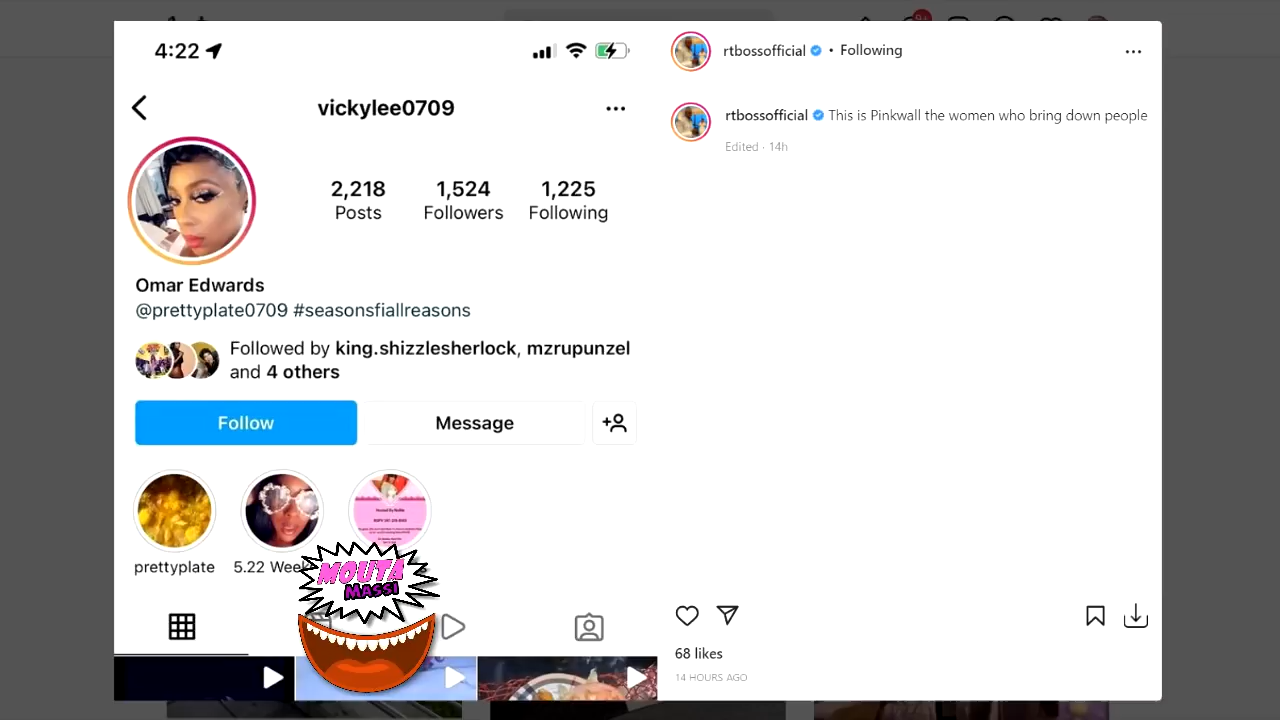 4:22
vickylee0709
2,218
Posts
1,524
Followers
1,225
Following
Omar Edwards
@prettyplate0709 #seasonsfiallreasons
Followed by king.shizzlesherlock, mzrupunzel
and 4 others
Follow
Message
prettyplate
5.22 Week
MOUTA
MASSI
rtbossofficial • Following
rtbossofficial This is Pinkwall the women who bring down people
Edited · 14h
68 likes
14 HOURS AGO